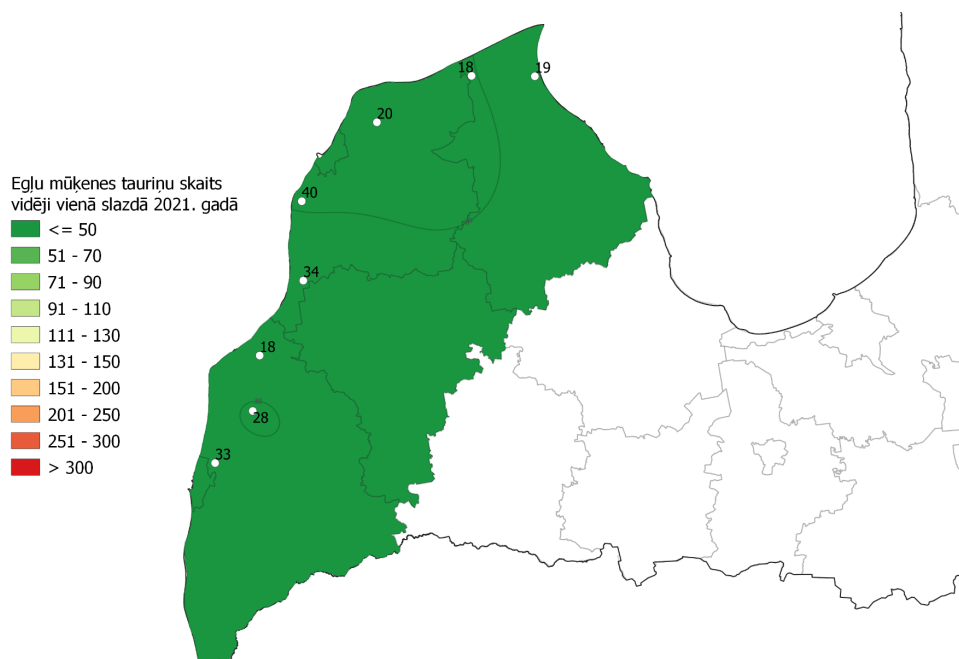 18
19
20
Egļu mūķenes tauriņu skaits
vidēji vienā slazdā 2021. gadā
40
<= 50
51 - 70
71 - 90
34
91 - 110
111 - 130
131 - 150
18
151 - 200
201 - 250
28
251 - 300
33
> 300